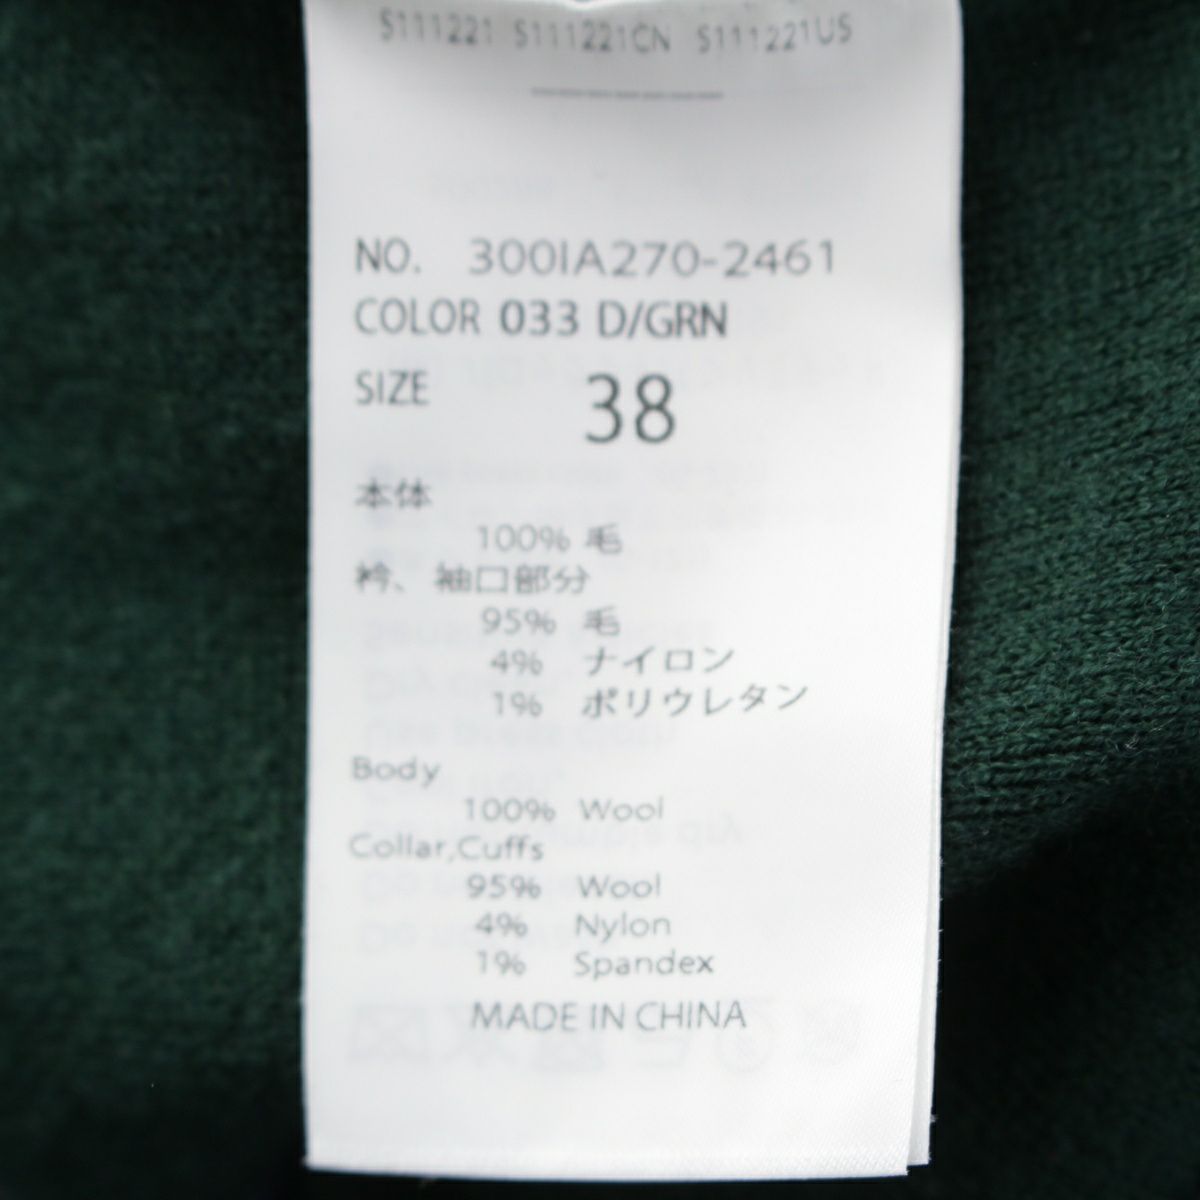 S111221 S111221CN S111221US
NO. 300IA270-2461
COLOR 033 D/GRN
SIZE 38
本体
100% 毛
衿、袖口部分
95% 毛
4% ナイロン
1% ポリウレタン
Body
100% Wool
Collar,Cuffs
95% Wool
4% Nylon
1% Spandex
MADE IN CHINA